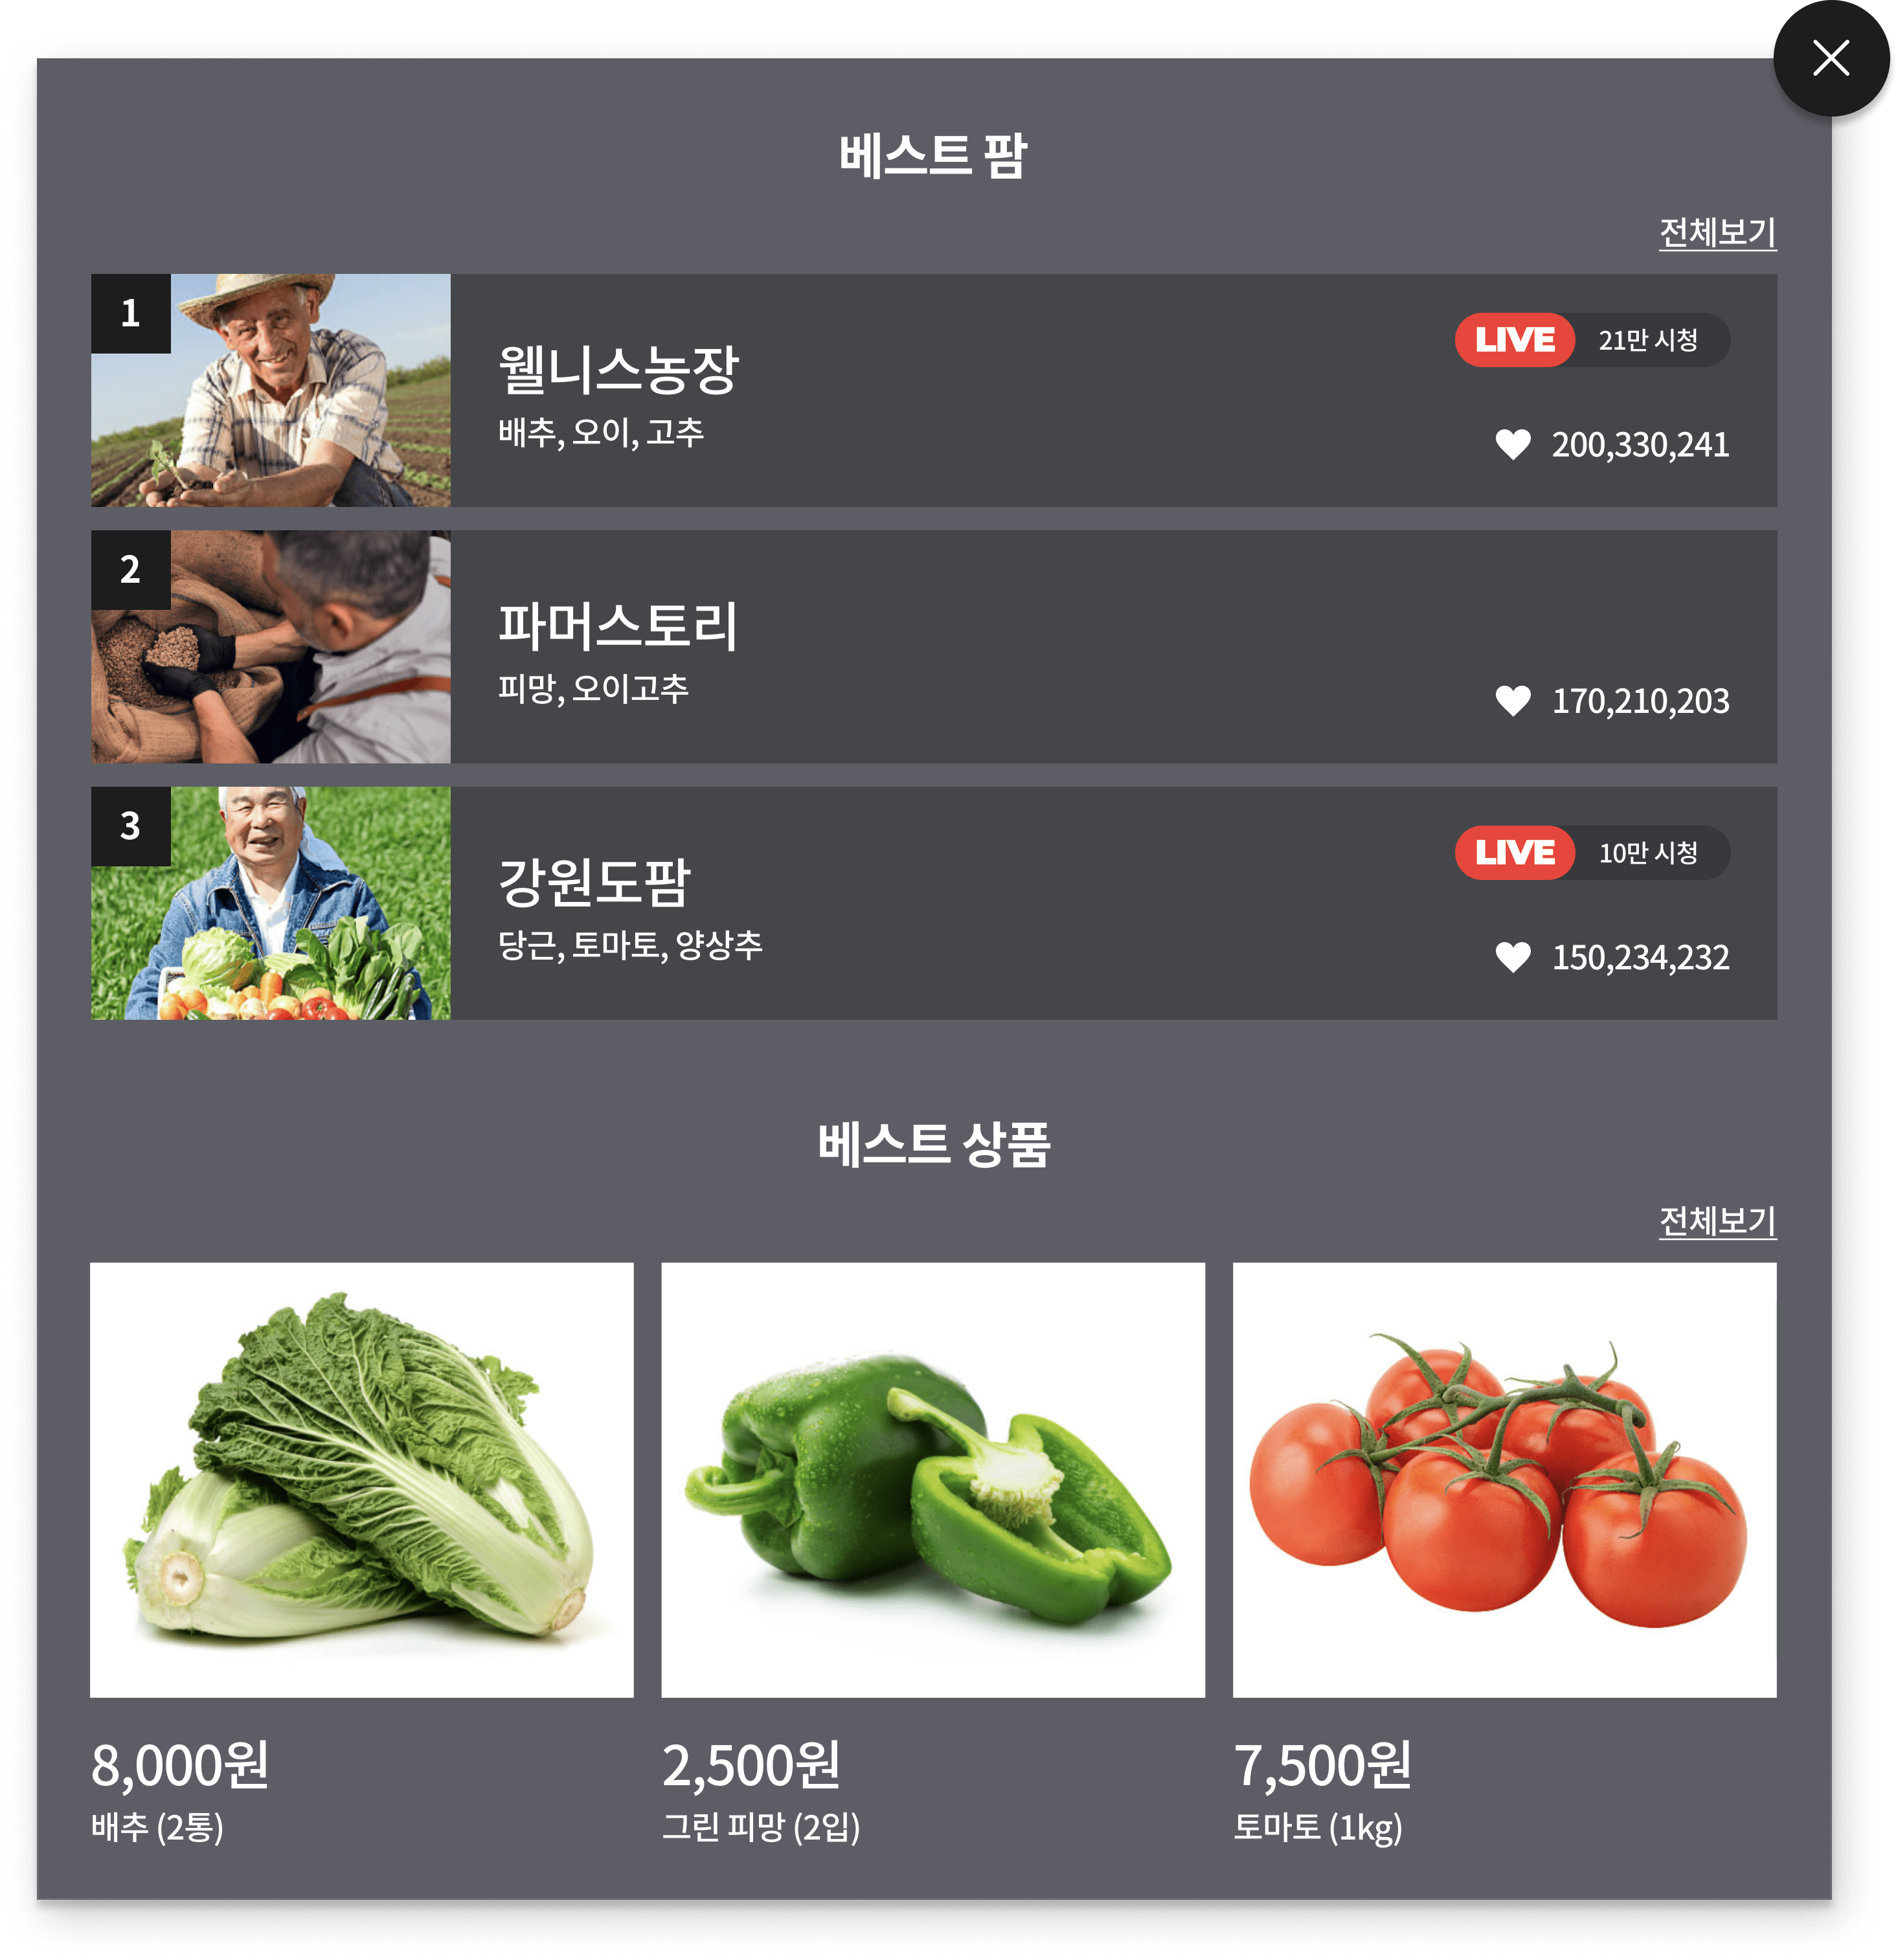 베스트 팜
전체보기
1
웰니스농장
배추, 오이, 고추
LIVE 21만 시청
200,330,241
2
파머스토리
피망, 오이고추
170,210,203
3
강원도팜
당근, 토마토, 양상추
LIVE 10만 시청
150,234,232
베스트 상품
전체보기
8,000원
배추 (2통)
2,500원
그린 피망 (2입)
7,500원
토마토 (1kg)